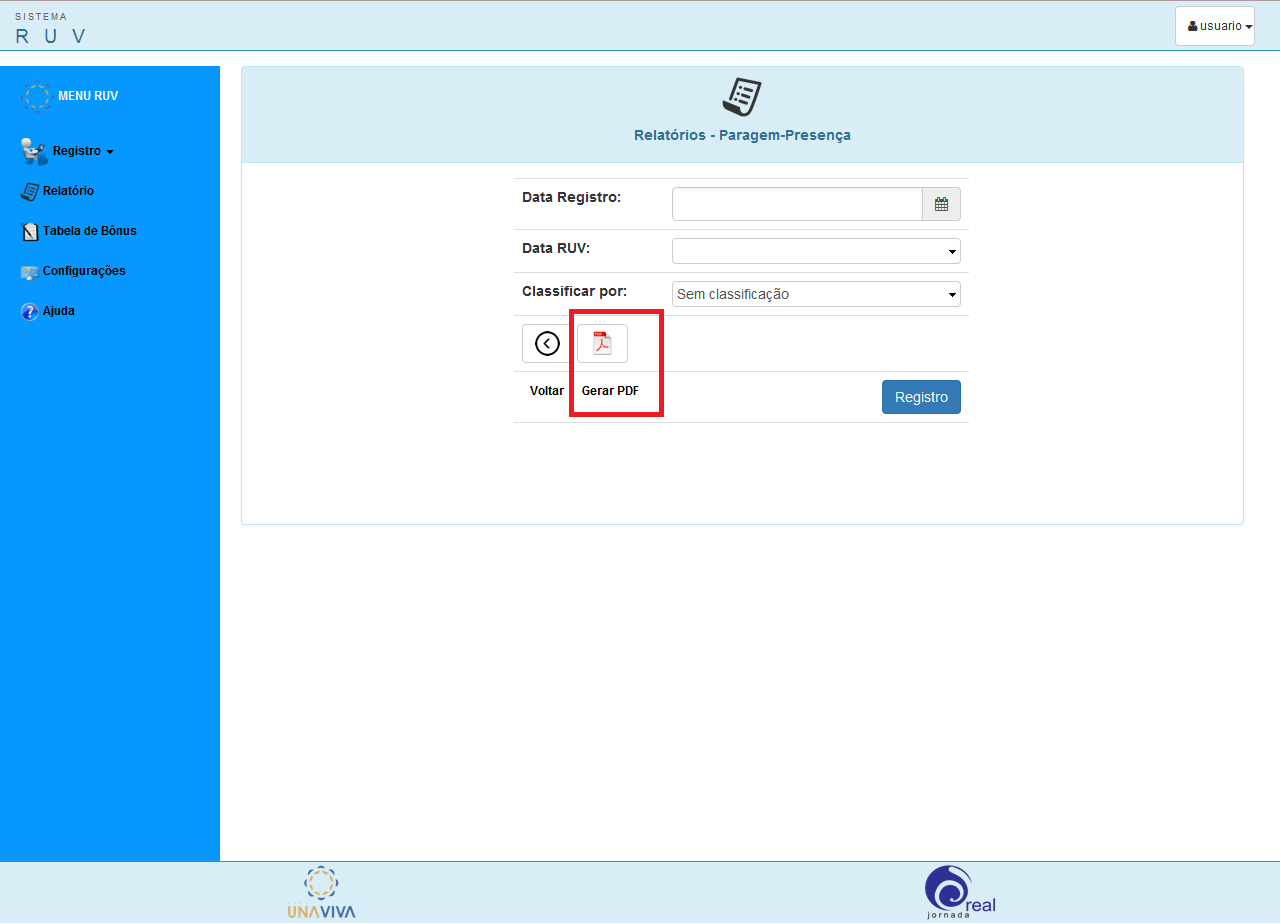 SISTEMA
R U V
usuario
MENU RUV
Registro
Relatório
Tabela de Bônus
Configurações
Ajuda
Relatórios - Paragem-Presença
Data Registro:
Data RUV:
Classificar por: Sem classificação
Voltar Gerar PDF Registro
UNAVIVA
real
jornada